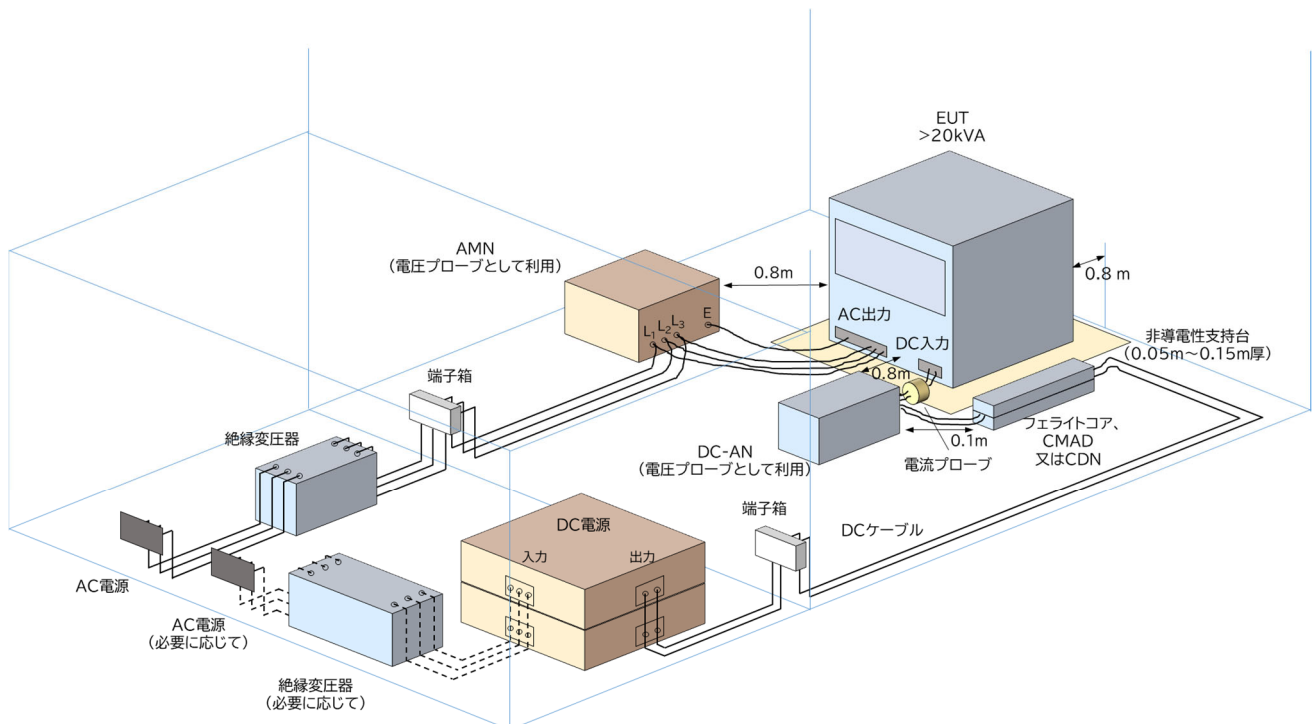 EUT
>20kVA
AMN
(電圧プローブとして利用)
0.8m
0.8 m
E
L₁
L₂
L₃
AC出力
DC入力
非導電性支持台
(0.05m~0.15m厚)
0.8m
端子箱
絶縁変圧器
0.1m
フェライトコア、
CMAD
又はCDN
電流プローブ
DC-AN
(電圧プローブとして利用)
端子箱
DC電源
DCケーブル
入力
出力
AC電源
AC電源
(必要に応じて)
絶縁変圧器
(必要に応じて)